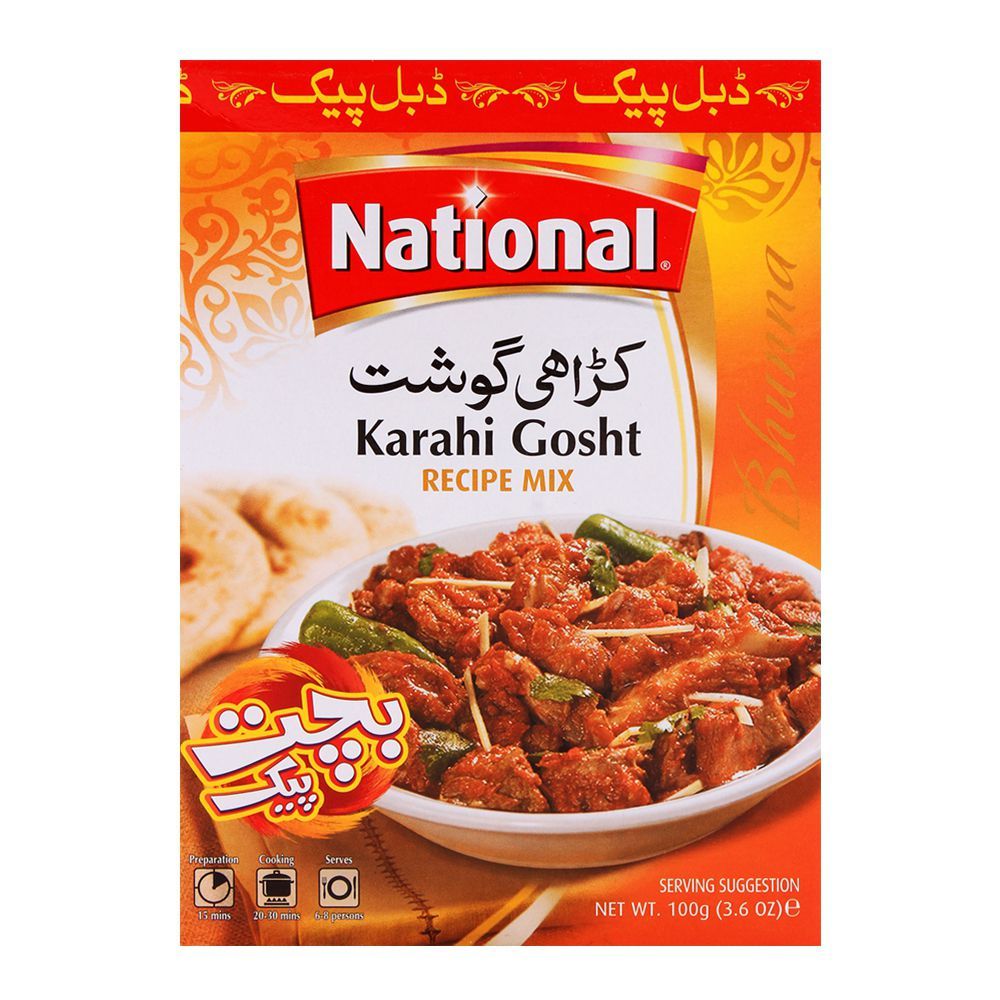 ڈبل پیک ڈبل پیک
National®
کڑاھی گوشت
Karahi Gosht
RECIPE MIX
Bhunna
بچت
پیک
Preparation Cooking Serves
15 mins 20-30 mins 6-8 persons
SERVING SUGGESTION
NET WT. 100g (3.6 OZ) ℮